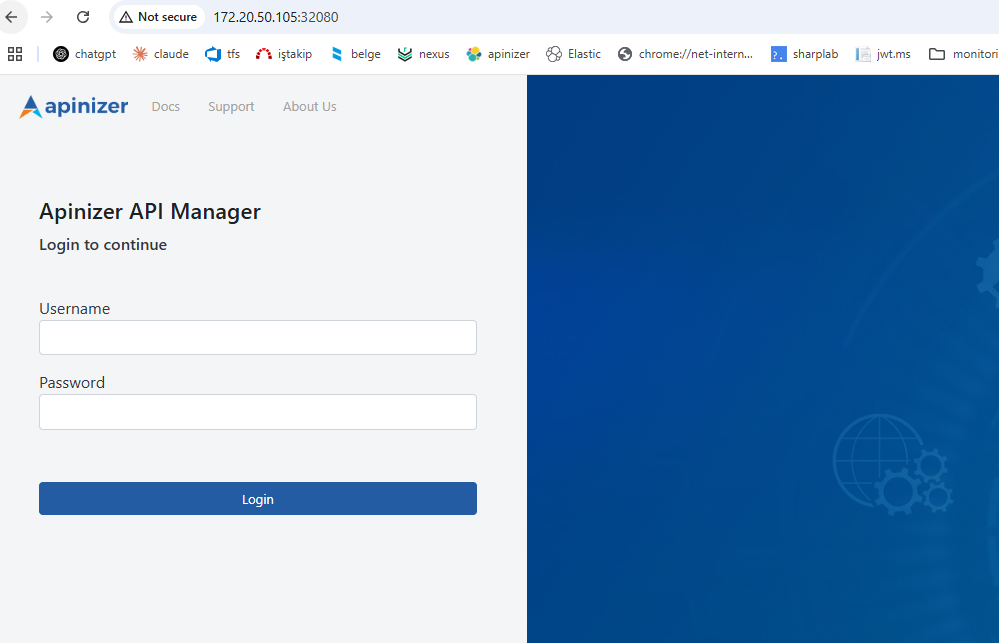 Not secure 172.20.50.105:32080
chatgpt claude tfs iştakip belge nexus apinizer Elastic chrome://net-intern... sharplab jwt.ms monitori
apinizer Docs Support About Us
Apinizer API Manager
Login to continue
Username
Password
Login